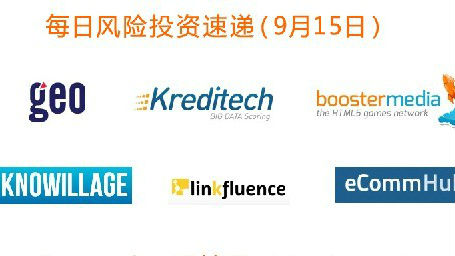 每日风险投资速递(9月15日)
geo
Kreditech
BIG DATA Scoring
boostermedia
the HTML5 games network
KNOWILLAGE
linkfluence
eCommHu